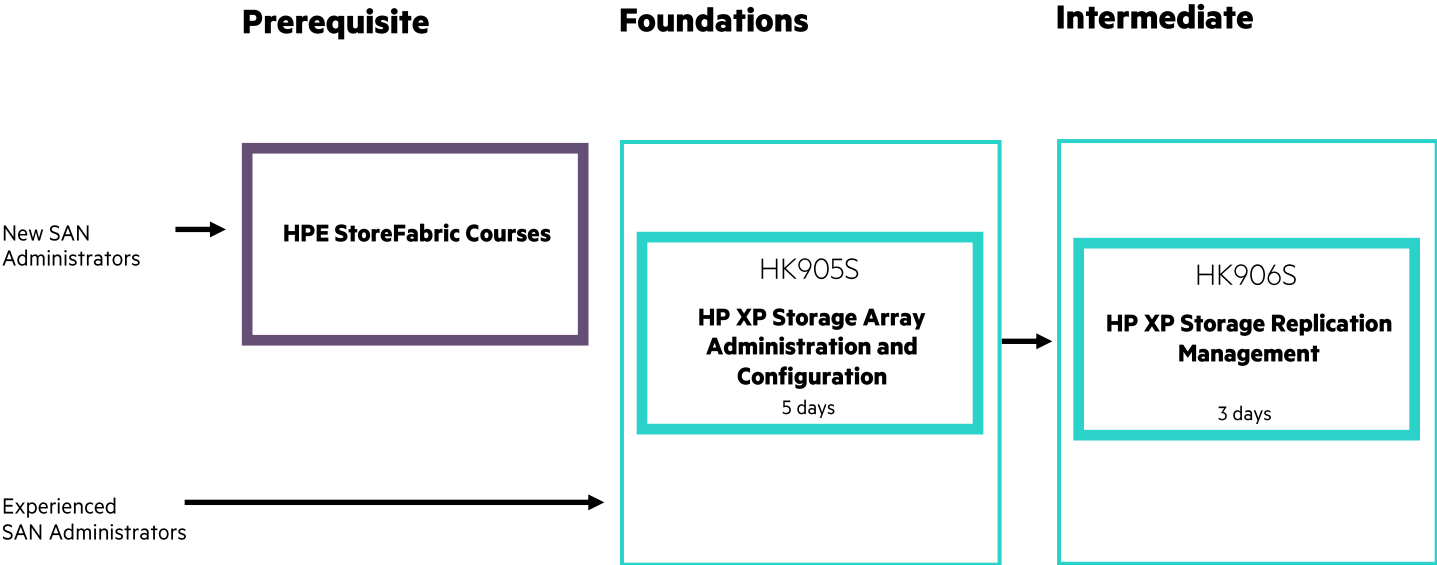 Prerequisite
Foundations
Intermediate
New SAN
Administrators
HPE StoreFabric Courses
HK905S
HP XP Storage Array
Administration and
Configuration
5 days
HK906S
HP XP Storage Replication
Management
3 days
Experienced
SAN Administrators